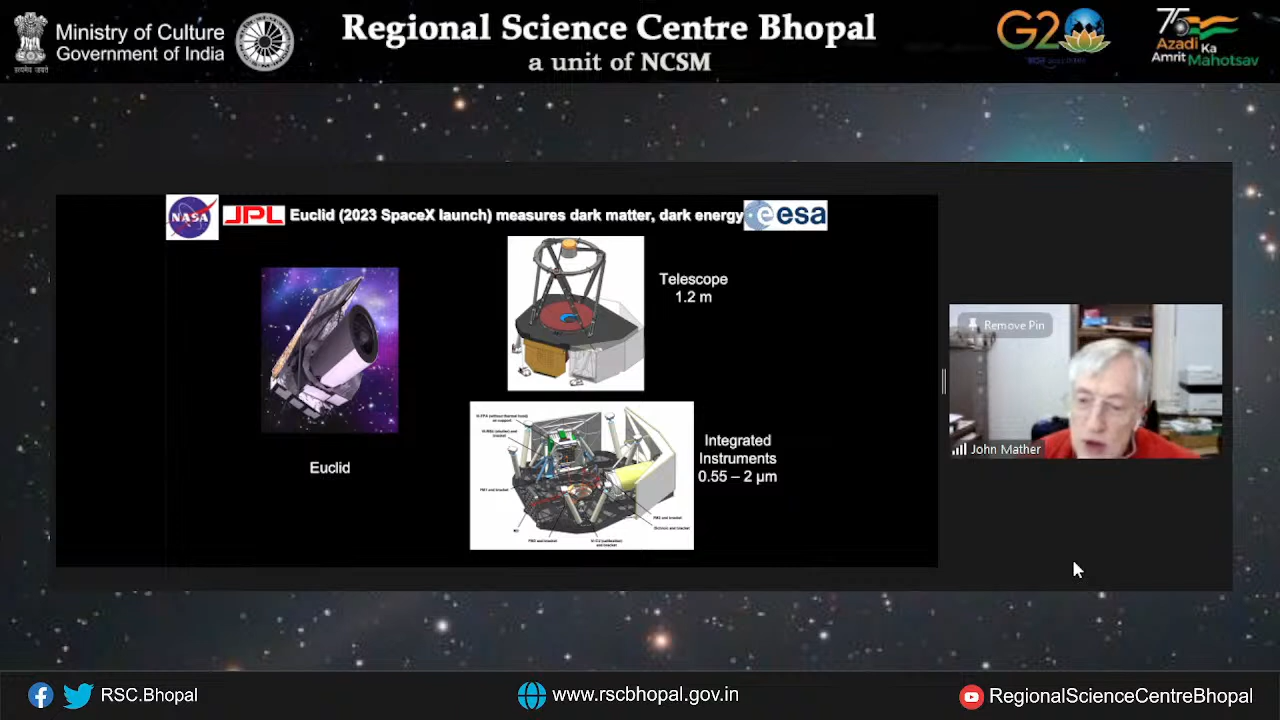 Ministry of Culture
Government of India
Regional Science Centre Bhopal
a unit of NCSM
G20
75
Azadi Ka
Amrit Mahotsav
NASA
JPL
Euclid (2023 SpaceX launch) measures dark matter, dark energy
esa
Telescope
1.2 m
Euclid
Integrated
Instruments
0.55 – 2 µm
Remove Pin
John Mather
RSC.Bhopal
www.rscbhopal.gov.in
RegionalScienceCentreBhopal